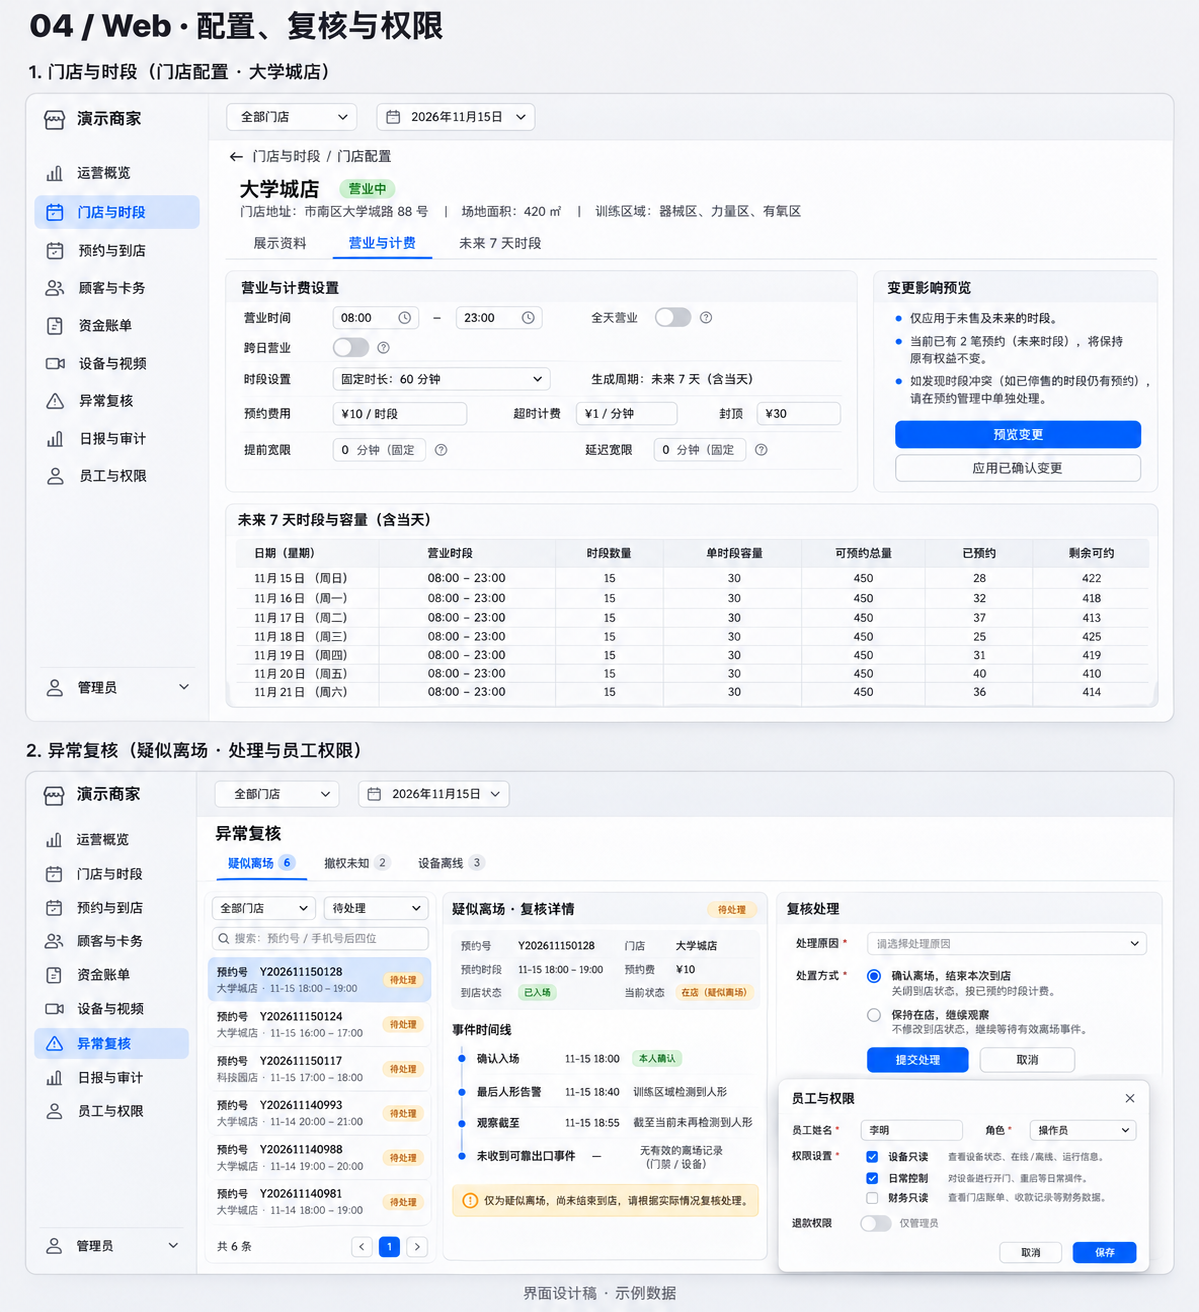 04 / Web · 配置、复核与权限
1. 门店与时段（门店配置 · 大学城店）
演示商家
全部门店
2026年11月15日
运营概览
门店与时段
预约与到店
顾客与卡务
资金账单
设备与视频
异常复核
日报与审计
员工与权限
管理员
门店与时段 / 门店配置
大学城店 营业中
门店地址：市南区大学城路 88 号 | 场地面积：420 ㎡ | 训练区域：器械区、力量区、有氧区
展示资料 营业与计费 未来 7 天时段
营业与计费设置
营业时间 08:00 – 23:00 全天营业
跨日营业
时段设置 固定时长：60 分钟 生成周期：未来 7 天（含当天）
预约费用 ¥10 / 时段 超时计费 ¥1 / 分钟 封顶 ¥30
提前宽限 0 分钟（固定 延迟宽限 0 分钟（固定
变更影响预览
仅应用于未售及未来的时段。
当前已有 2 笔预约（未来时段），将保持
原有权益不变。
如发现时段冲突（如已停售的时段仍有预约），
请在预约管理中单独处理。
预览变更
应用已确认变更
未来 7 天时段与容量（含当天）
日期（星期） 营业时段 时段数量 单时段容量 可预约总量 已预约 剩余可约
11月15日（周日） 08:00 – 23:00 15 30 450 28 422
11月16日（周一） 08:00 – 23:00 15 30 450 32 418
11月17日（周二） 08:00 – 23:00 15 30 450 37 413
11月18日（周三） 08:00 – 23:00 15 30 450 25 425
11月19日（周四） 08:00 – 23:00 15 30 450 31 419
11月20日（周五） 08:00 – 23:00 15 30 450 40 410
11月21日（周六） 08:00 – 23:00 15 30 450 36 414
2. 异常复核（疑似离场 · 处理与员工权限）
演示商家
全部门店
2026年11月15日
运营概览
门店与时段
预约与到店
顾客与卡务
资金账单
设备与视频
异常复核
日报与审计
员工与权限
管理员
异常复核
疑似离场 6 撤权未知 2 设备离线 3
全部门店 待处理
搜索：预约号 / 手机号后四位
预约号 Y202611150128
大学城店 · 11-15 18:00 – 19:00 待处理
预约号 Y202611150124
大学城店 · 11-15 16:00 – 17:00 待处理
预约号 Y202611150117
科技园店 · 11-15 17:00 – 18:00 待处理
预约号 Y202611140993
大学城店 · 11-14 20:00 – 21:00 待处理
预约号 Y202611140988
大学城店 · 11-14 19:00 – 20:00 待处理
预约号 Y202611140981
大学城店 · 11-14 18:00 – 19:00 待处理
共 6 条 1
疑似离场 · 复核详情 待处理
预约号 Y202611150128 门店 大学城店
预约时段 11-15 18:00 – 19:00 预约费 ¥10
到店状态 已入场 当前状态 在店（疑似离场）
事件时间线
确认入场 11-15 18:00 本人确认
最后人形告警 11-15 18:40 训练区域检测到人形
观察截至 11-15 18:55 截至当前未再检测到人形
未收到可靠出口事件 — 无有效的离场记录
（门禁 / 设备）
仅为疑似离场，尚未结束到店，请根据实际情况复核处理。
复核处理
处理原因 * 请选择处理原因
处置方式 * 确认离场，结束本次到店
到店状态，按已预约时段计费。
保持在店，继续观察
不修改到店状态，继续等待有效离场事件。
提交处理 取消
员工与权限
员工姓名 * 李明 角色 * 操作员
权限设置 * 设备只读 查看设备状态、在线/离线、运行信息。
日常控制 对设备进行开门、重启等日常操作。
财务只读 查看门店账单、收款记录等财务数据。
退款权限 仅管理员
取消 保存
界面设计稿 · 示例数据